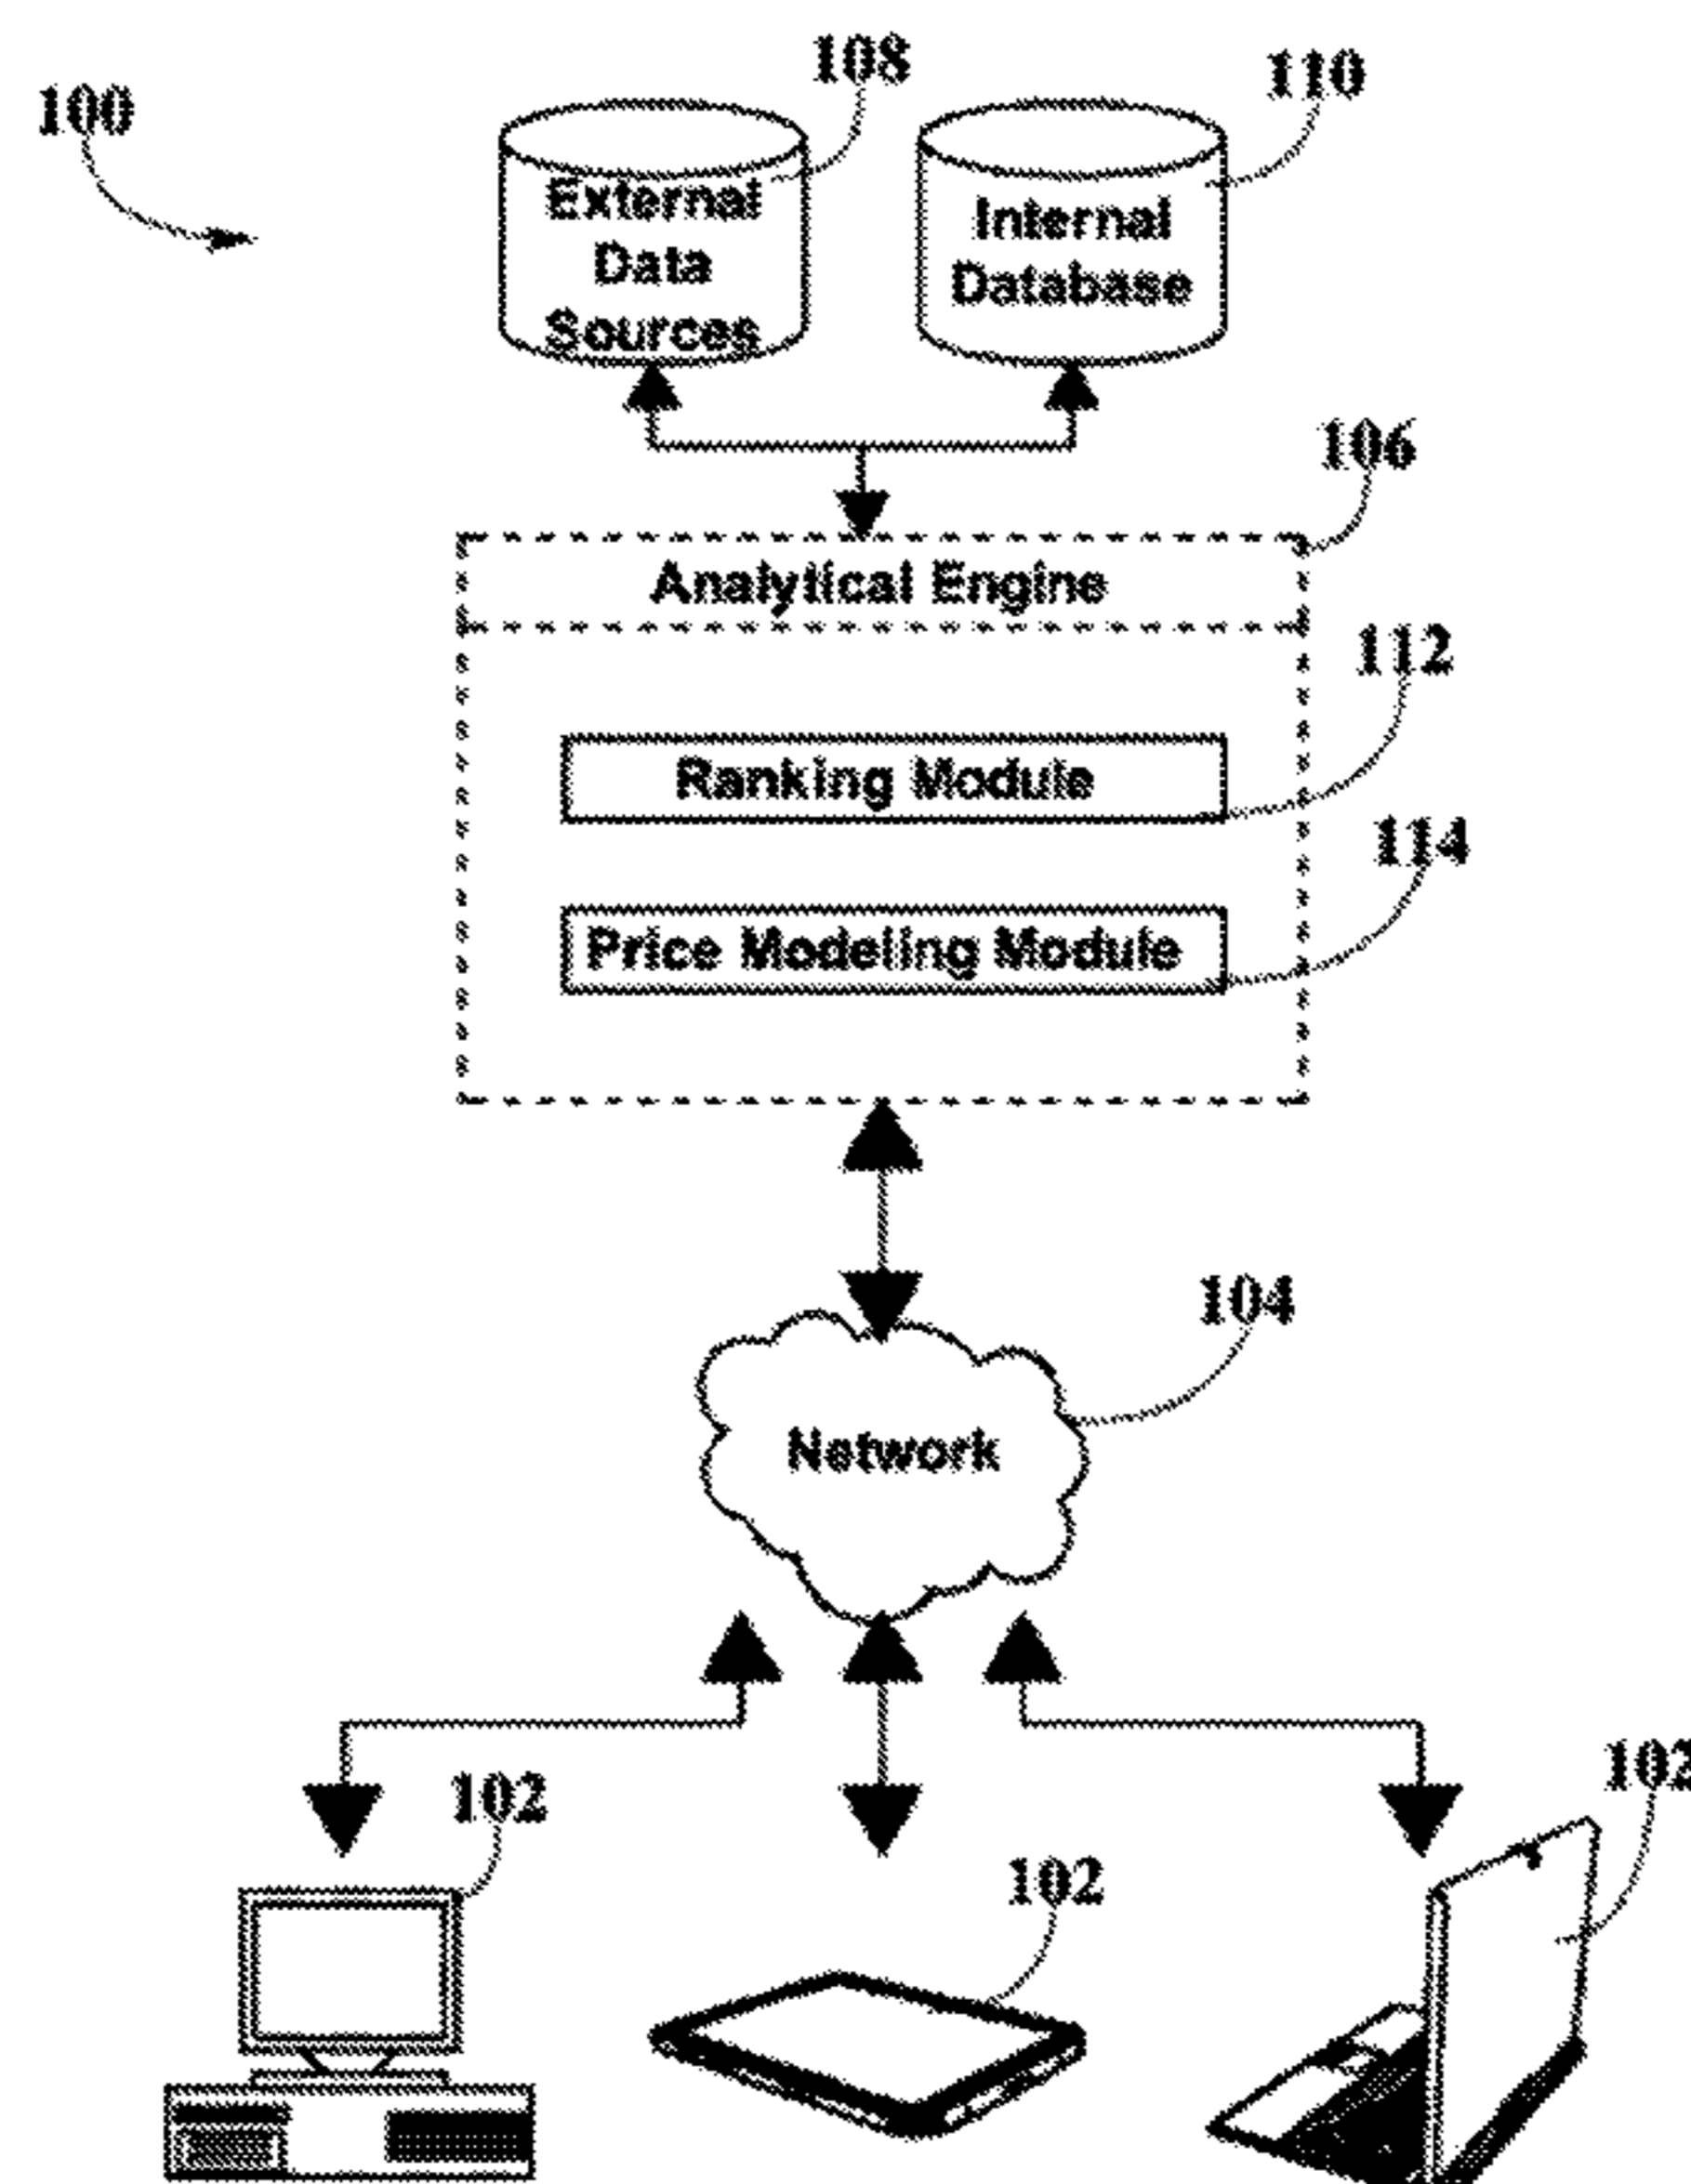 100
108
110
External
Data
Sources
Internal
Database
106
Analytical Engine
112
Ranking Module
114
Price Modeling Module
104
Network
102
102
102